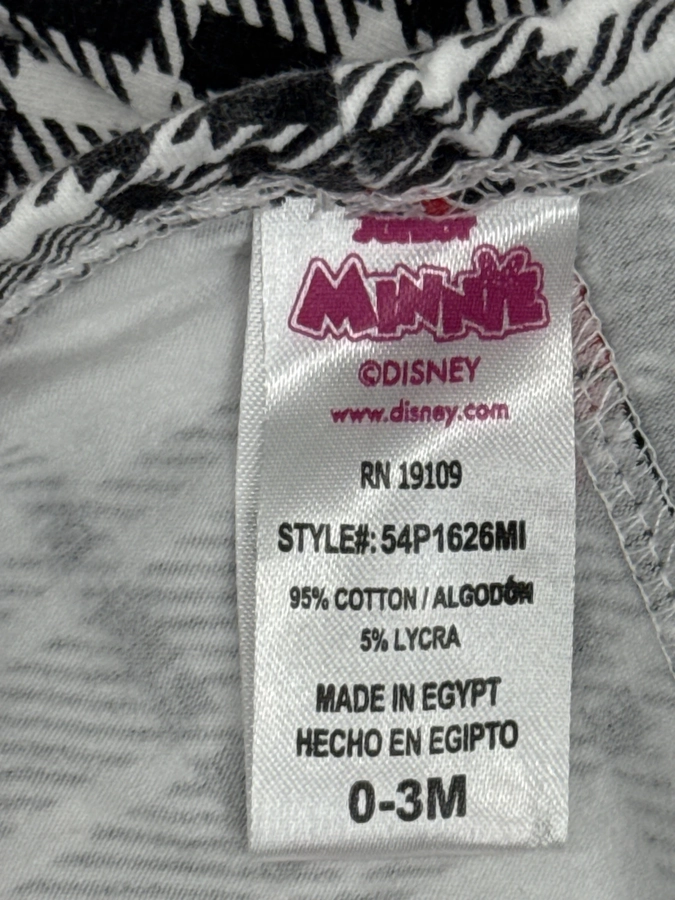 JUNIOR
MINNIE
©DISNEY
www.disney.com
RN 19109
STYLE#: 54P1626MI
95% COTTON / ALGODÓN
5% LYCRA
MADE IN EGYPT
HECHO EN EGIPTO
0-3M